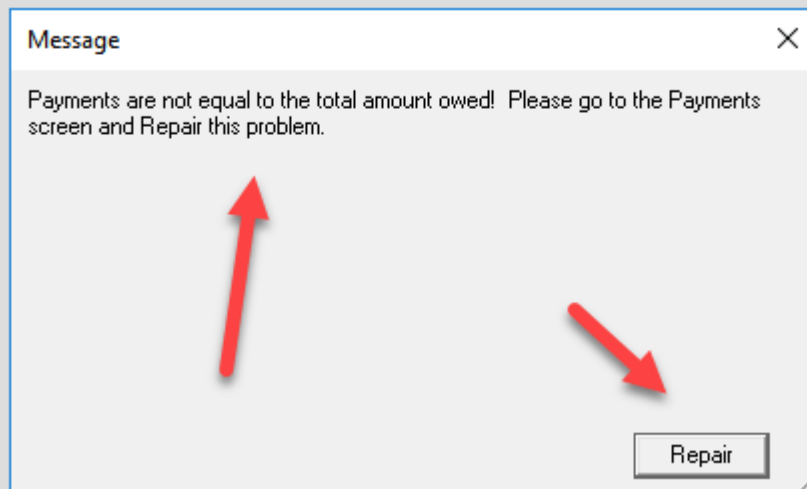 Message
Payments are not equal to the total amount owed!  Please go to the Payments
screen and Repair this problem.
Repair